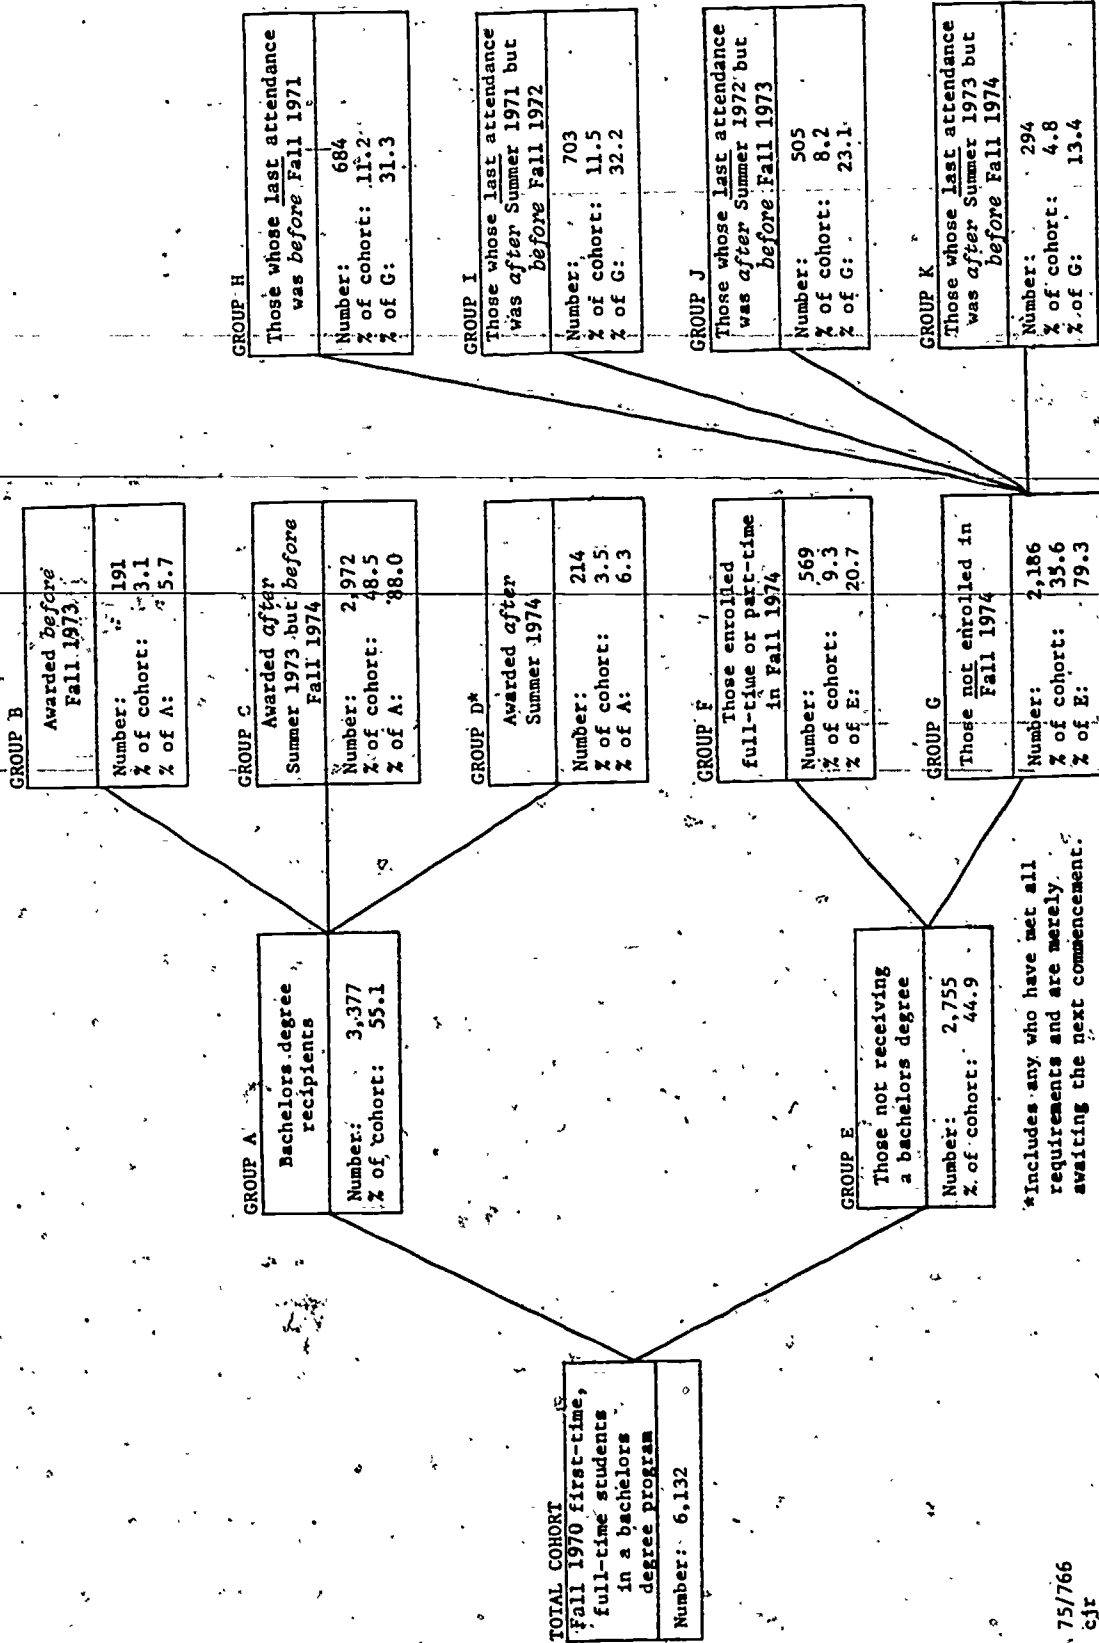 TOTAL COHORT
Fall 1970 first-time,
full-time students
in a bachelors
degree program
Number: 6,132
GROUP A
Bachelors degree
recipients
Number: 3,377
% of cohort: 55.1
GROUP E
Those not receiving
a bachelors degree
Number: 2,755
% of cohort: 44.9
GROUP B
Awarded before
Fall 1973
Number: 191
% of cohort: 3.1
% of A: 5.7
GROUP C
Awarded after
Summer 1973 but before
Fall 1974
Number: 2,972
% of cohort: 48.5
% of A: 88.0
GROUP D*
Awarded after
Summer 1974
Number: 214
% of cohort: 3.5
% of A: 6.3
GROUP F
Those enrolled
full-time or part-time
in Fall 1974
Number: 569
% of cohort: 9.3
% of E: 20.7
GROUP G
Those not enrolled in
Fall 1974
Number: 2,186
% of cohort: 35.6
% of E: 79.3
GROUP H
Those whose last attendance
was before Fall 1971
Number: 684
% of cohort: 11.2
% of G: 31.3
GROUP I
Those whose last attendance
was after Summer 1971 but
before Fall 1972
Number: 703
% of cohort: 11.5
% of G: 32.2
GROUP J
Those whose last attendance
was after Summer 1972 but
before Fall 1973
Number: 505
% of cohort: 8.2
% of G: 23.1
GROUP K
Those whose last attendance
was after Summer 1973 but
before Fall 1974
Number: 294
% of cohort: 4.8
% of G: 13.4
*Includes any who have met all
requirements and are merely
awaiting the next commencement.
75/766
cjr